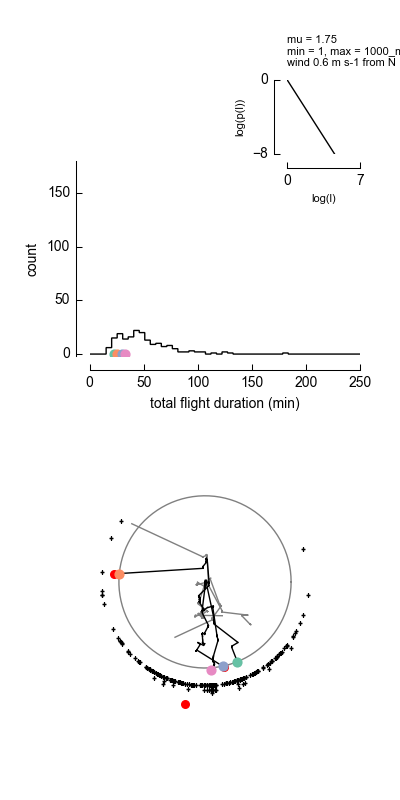 mu = 1.75
min = 1, max = 1000_m
wind 0.6 m s-1 from N
0
−8
log(p(l))
0
7
log(l)
150
100
50
0
count
0
50
100
150
200
250
total flight duration (min)